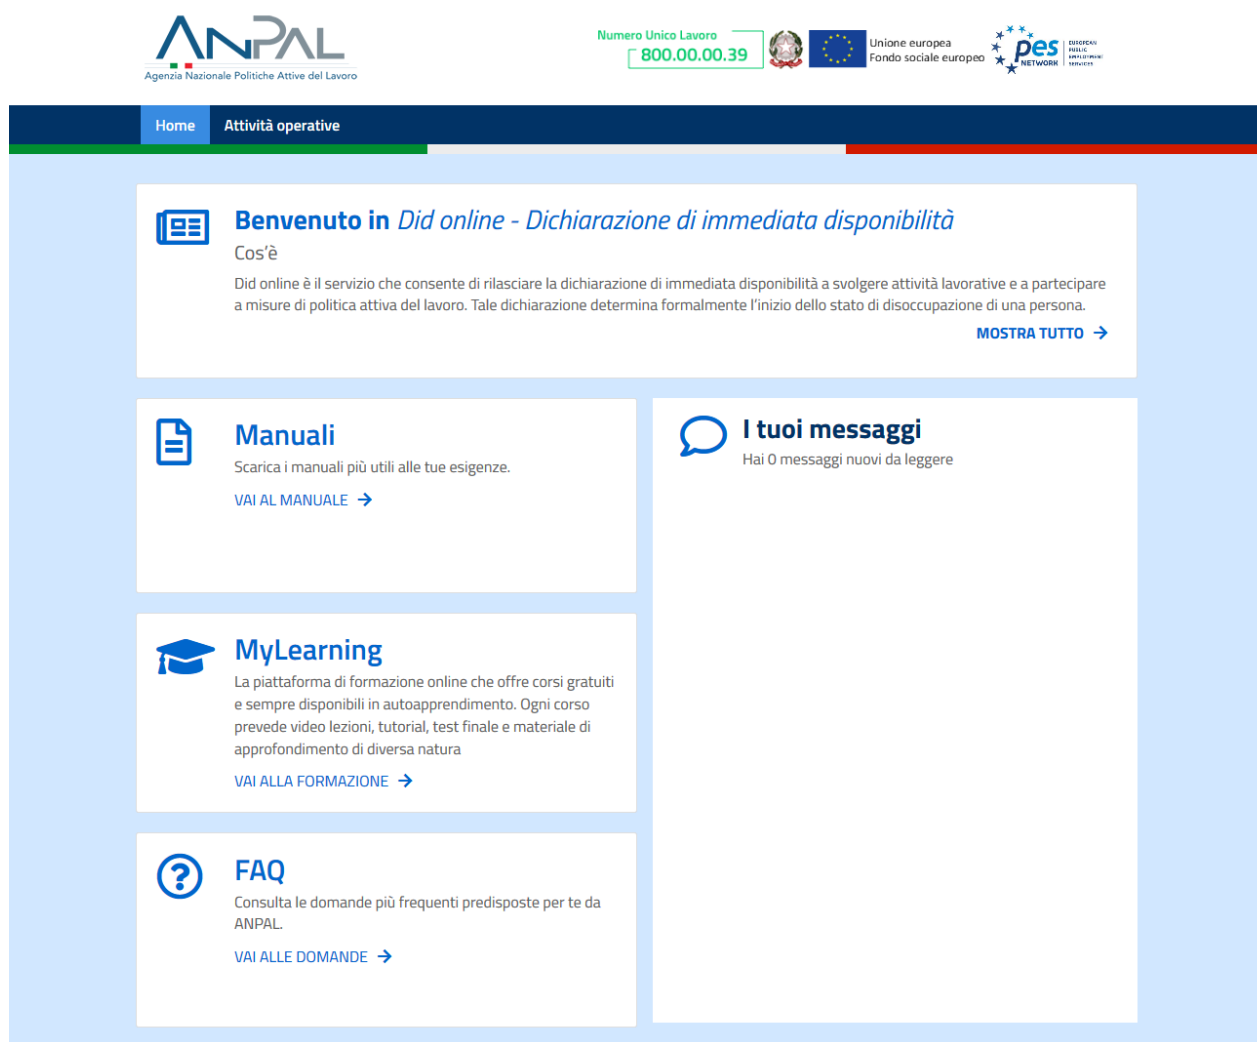 ANPAL
Agenzia Nazionale Politiche Attive del Lavoro
Numero Unico Lavoro
800.00.00.39
Unione europea
Fondo sociale europeo
pes
NETWORK
EUROPEAN
PUBLIC
EMPLOYMENT
SERVICES
Home
Attività operative
Benvenuto in Did online - Dichiarazione di immediata disponibilità
Cos'è
Did online è il servizio che consente di rilasciare la dichiarazione di immediata disponibilità a svolgere attività lavorative e a partecipare
a misure di politica attiva del lavoro. Tale dichiarazione determina formalmente l'inizio dello stato di disoccupazione di una persona.
MOSTRA TUTTO
Manuali
Scarica i manuali più utili alle tue esigenze.
VAI AL MANUALE
I tuoi messaggi
Hai 0 messaggi nuovi da leggere
MyLearning
La piattaforma di formazione online che offre corsi gratuiti
e sempre disponibili in autoapprendimento. Ogni corso
prevede video lezioni, tutorial, test finale e materiale di
approfondimento di diversa natura
VAI ALLA FORMAZIONE
FAQ
Consulta le domande più frequenti predisposte per te da
ANPAL.
VAI ALLE DOMANDE